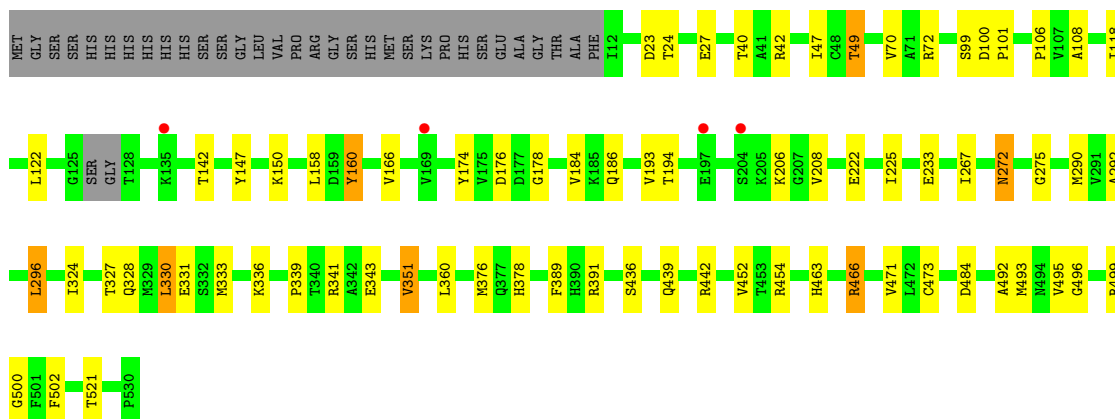 MET GLY SER SER HIS HIS HIS HIS HIS HIS SER SER GLY LEU VAL PRO ARG GLY SER HIS MET SER LYS PRO HIS SER GLU ALA GLY THR ALA PHE I12 D23 T24 E27 T40 A41 R42 I47 C48 T49 V70 A71 R72 S99 D100 P101 P106 V107 A108
L122 G125 SER GLY T128 K135 T142 Y147 K150 L158 D159 Y160 V166 V169 Y174 V175 D176 D177 G178 V184 K185 Q186 V193 T194 E197 S204 K205 K206 G207 V208 E222 I225 E233 I267 N272 G275 M290 V291
L296 I324 T327 Q328 M329 L330 E331 S332 M333 K336 P339 T340 R341 A342 E343 V351 L360 M376 Q377 H378 F389 H390 R391 S436 Q439 R442 V452 T453 R454 H463 R466 V471 L472 C473 D484 A492 M493 N494 V495 G496
G500 F501 F502 T521 P530